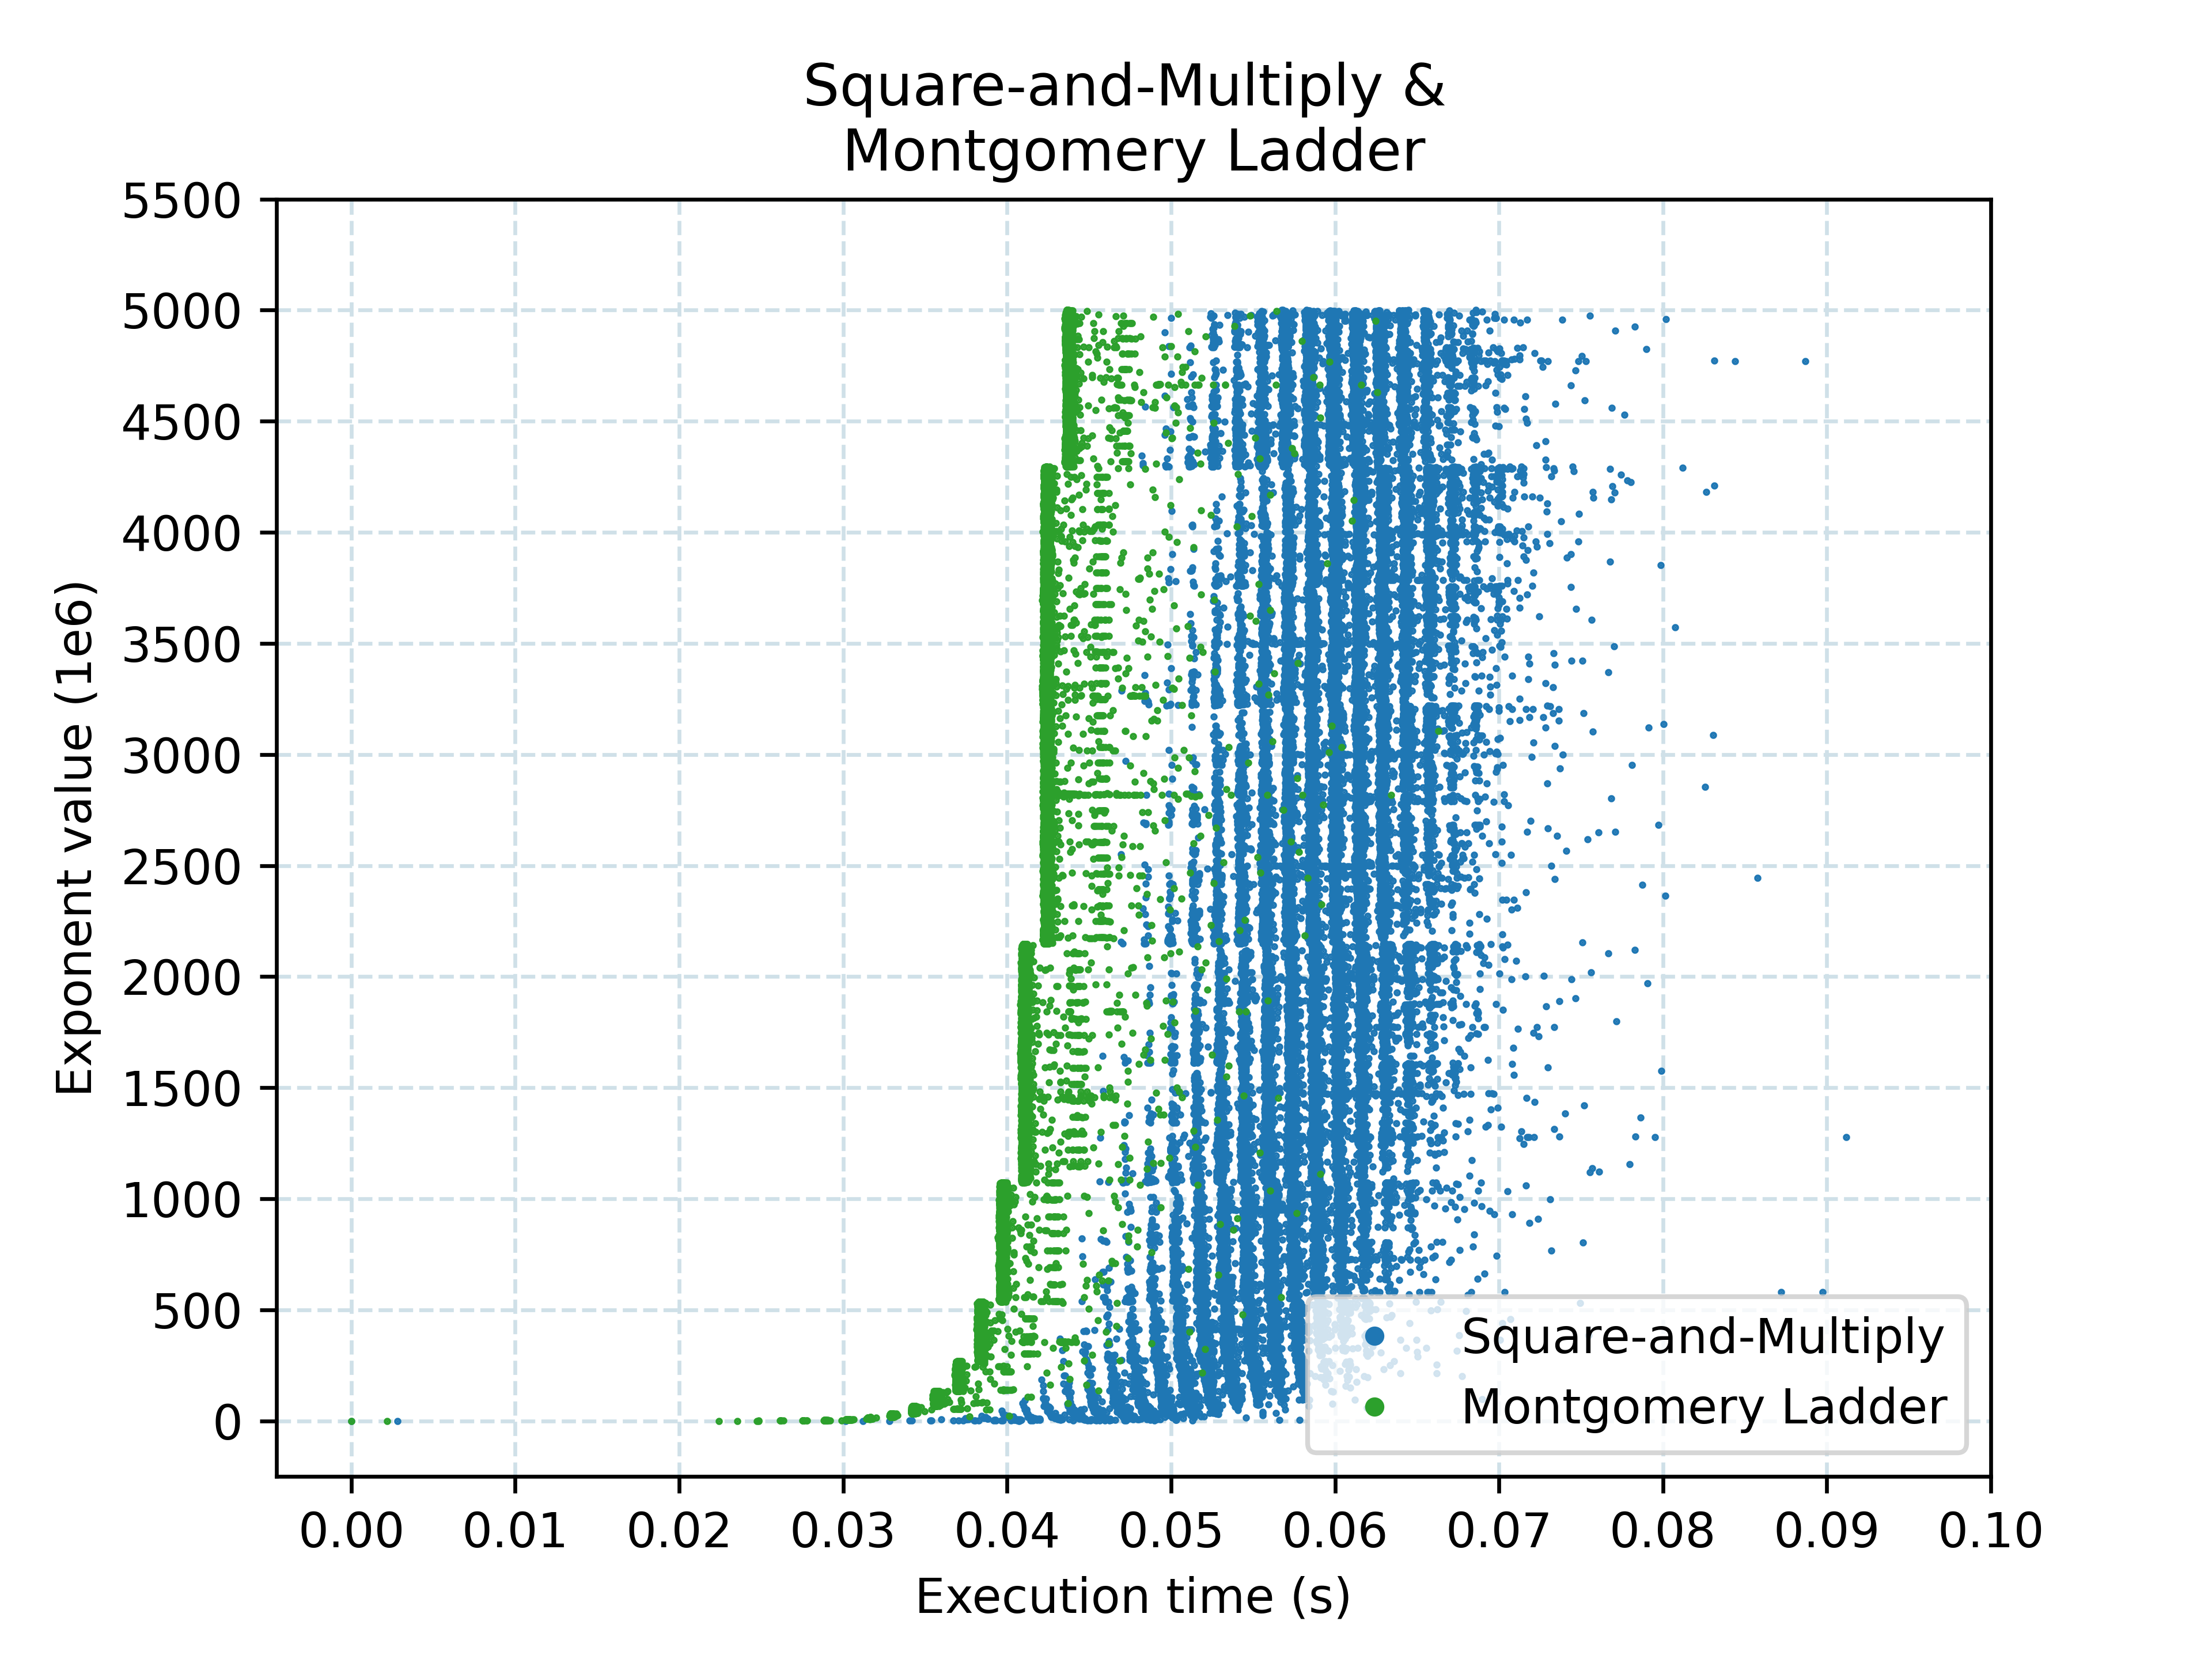 Square-and-Multiply &
Montgomery Ladder
5500
5000
4500
4000
3500
3000
2500
2000
1500
1000
500
0
Exponent value (1e6)
Square-and-Multiply
Montgomery Ladder
0.00 0.01 0.02 0.03 0.04 0.05 0.06 0.07 0.08 0.09 0.10
Execution time (s)